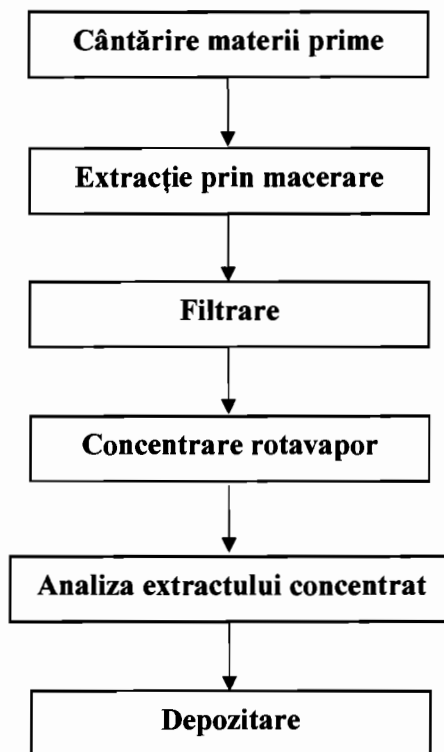 Cântărire materii prime
Extracţie prin macerare
Filtrare
Concentrare rotavapor
Analiza extractului concentrat
Depozitare